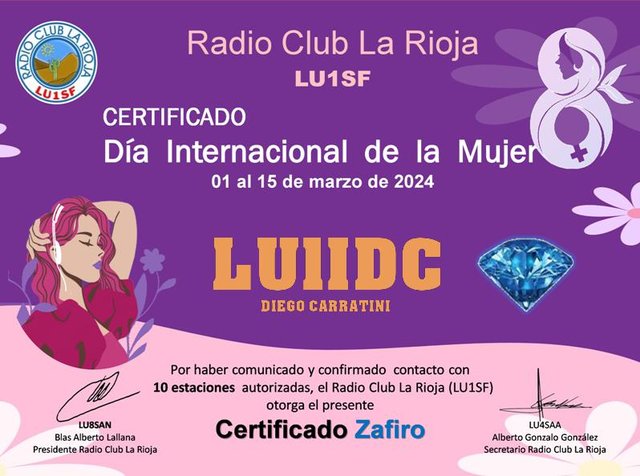 RADIO CLUB LA RIOJA
LU1SF
Radio Club La Rioja
LU1SF
CERTIFICADO
Día Internacional de la Mujer
01 al 15 de marzo de 2024
LU1IDC
DIEGO CARRATINI
Por haber comunicado y confirmado contacto con
10 estaciones autorizadas, el Radio Club La Rioja (LU1SF)
otorga el presente
Certificado Zafiro
LU8SAN
Blas Alberto Lallana
Presidente Radio Club La Rioja
LU4SAA
Alberto Gonzalo González
Secretario Radio Club La Rioja